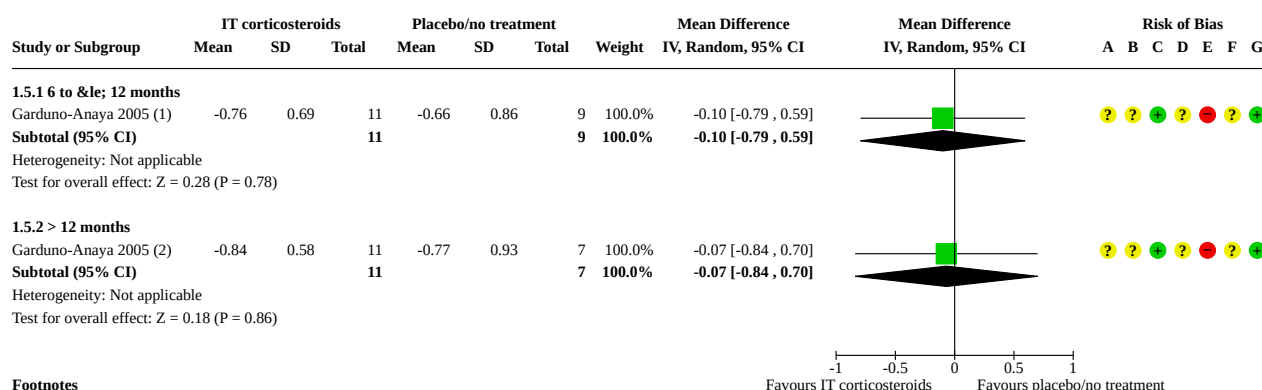 IT corticosteroids Placebo/no treatment Mean Difference Mean Difference Risk of Bias
Study or Subgroup Mean SD Total Mean SD Total Weight IV, Random, 95% CI IV, Random, 95% CI A B C D E F G
1.5.1 6 to &le; 12 months
Garduno-Anaya 2005 (1) -0.76 0.69 11 -0.66 0.86 9 100.0% -0.10 [-0.79 , 0.59] ? ? + ? − ? +
Subtotal (95% CI) 11 9 100.0% -0.10 [-0.79 , 0.59]
Heterogeneity: Not applicable
Test for overall effect: Z = 0.28 (P = 0.78)
1.5.2 > 12 months
Garduno-Anaya 2005 (2) -0.84 0.58 11 -0.77 0.93 7 100.0% -0.07 [-0.84 , 0.70] ? ? + ? − ? +
Subtotal (95% CI) 11 7 100.0% -0.07 [-0.84 , 0.70]
Heterogeneity: Not applicable
Test for overall effect: Z = 0.18 (P = 0.86)
-1 -0.5 0 0.5 1
Footnotes Favours IT corticosteroids Favours placebo/no treatment